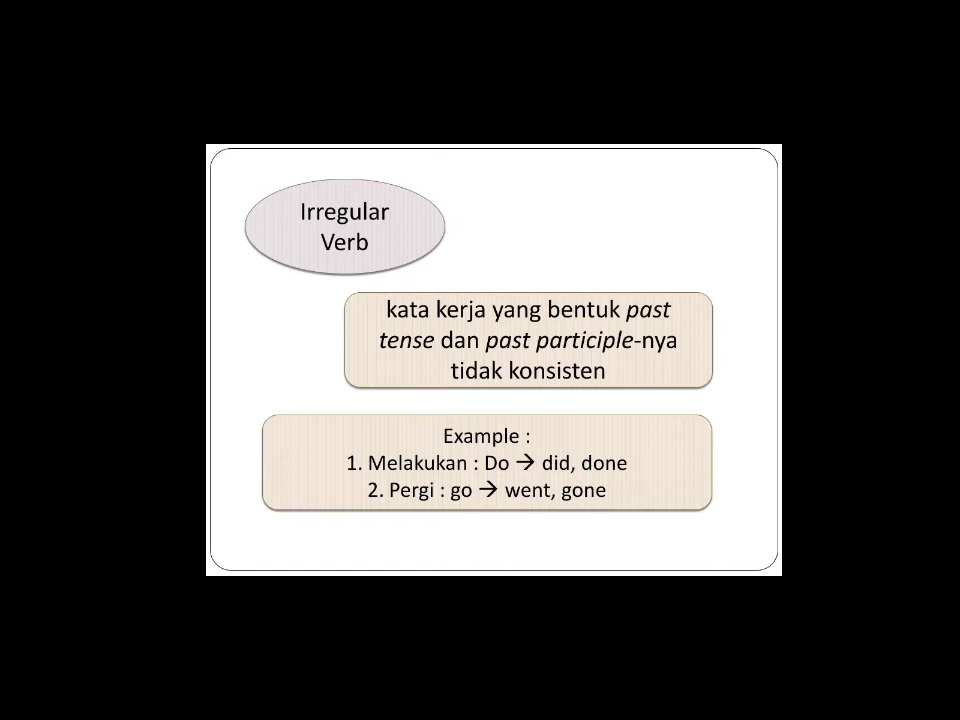 Irregular
Verb
kata kerja yang bentuk past
tense dan past participle-nya
tidak konsisten
Example :
1. Melakukan : Do → did, done
2. Pergi : go → went, gone